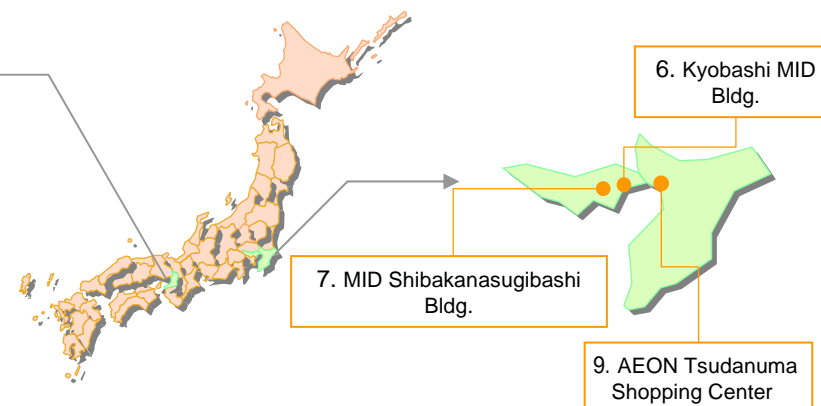 6. Kyobashi MID
Bldg.
7. MID Shibakanasugibashi
Bldg.
9. AEON Tsudanuma
Shopping Center